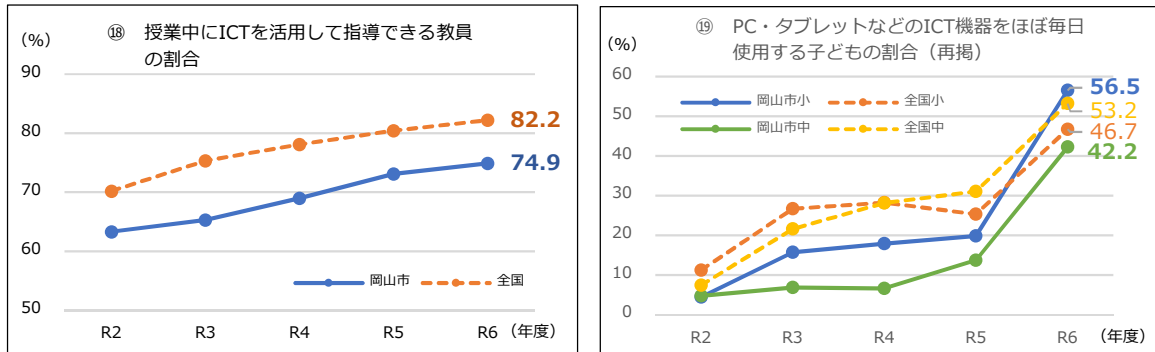 ⑱ 授業中にICTを活用して指導できる教員
の割合
(%)
90
80
70
60
50
82.2
74.9
岡山市 全国
R2 R3 R4 R5 R6 (年度)
⑲ PC・タブレットなどのICT機器をほぼ毎日
使用する子どもの割合（再掲）
(%)
60
50
40
30
20
10
0
岡山市小 全国小
岡山市中 全国中
56.5
53.2
46.7
42.2
R2 R3 R4 R5 R6 (年度)